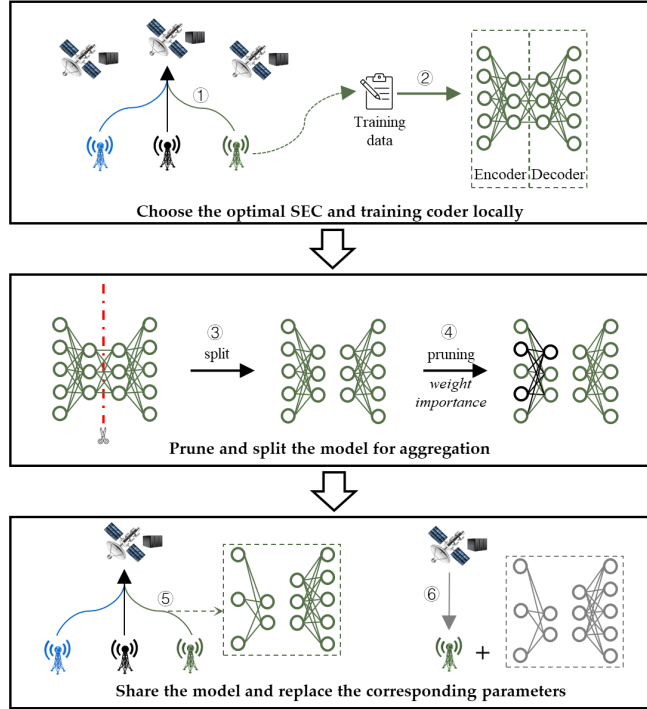 ①
②
Training
data
Encoder Decoder
Choose the optimal SEC and training coder locally
③
split
④
pruning
weight
importance
Prune and split the model for aggregation
⑤
⑥
+
Share the model and replace the corresponding parameters